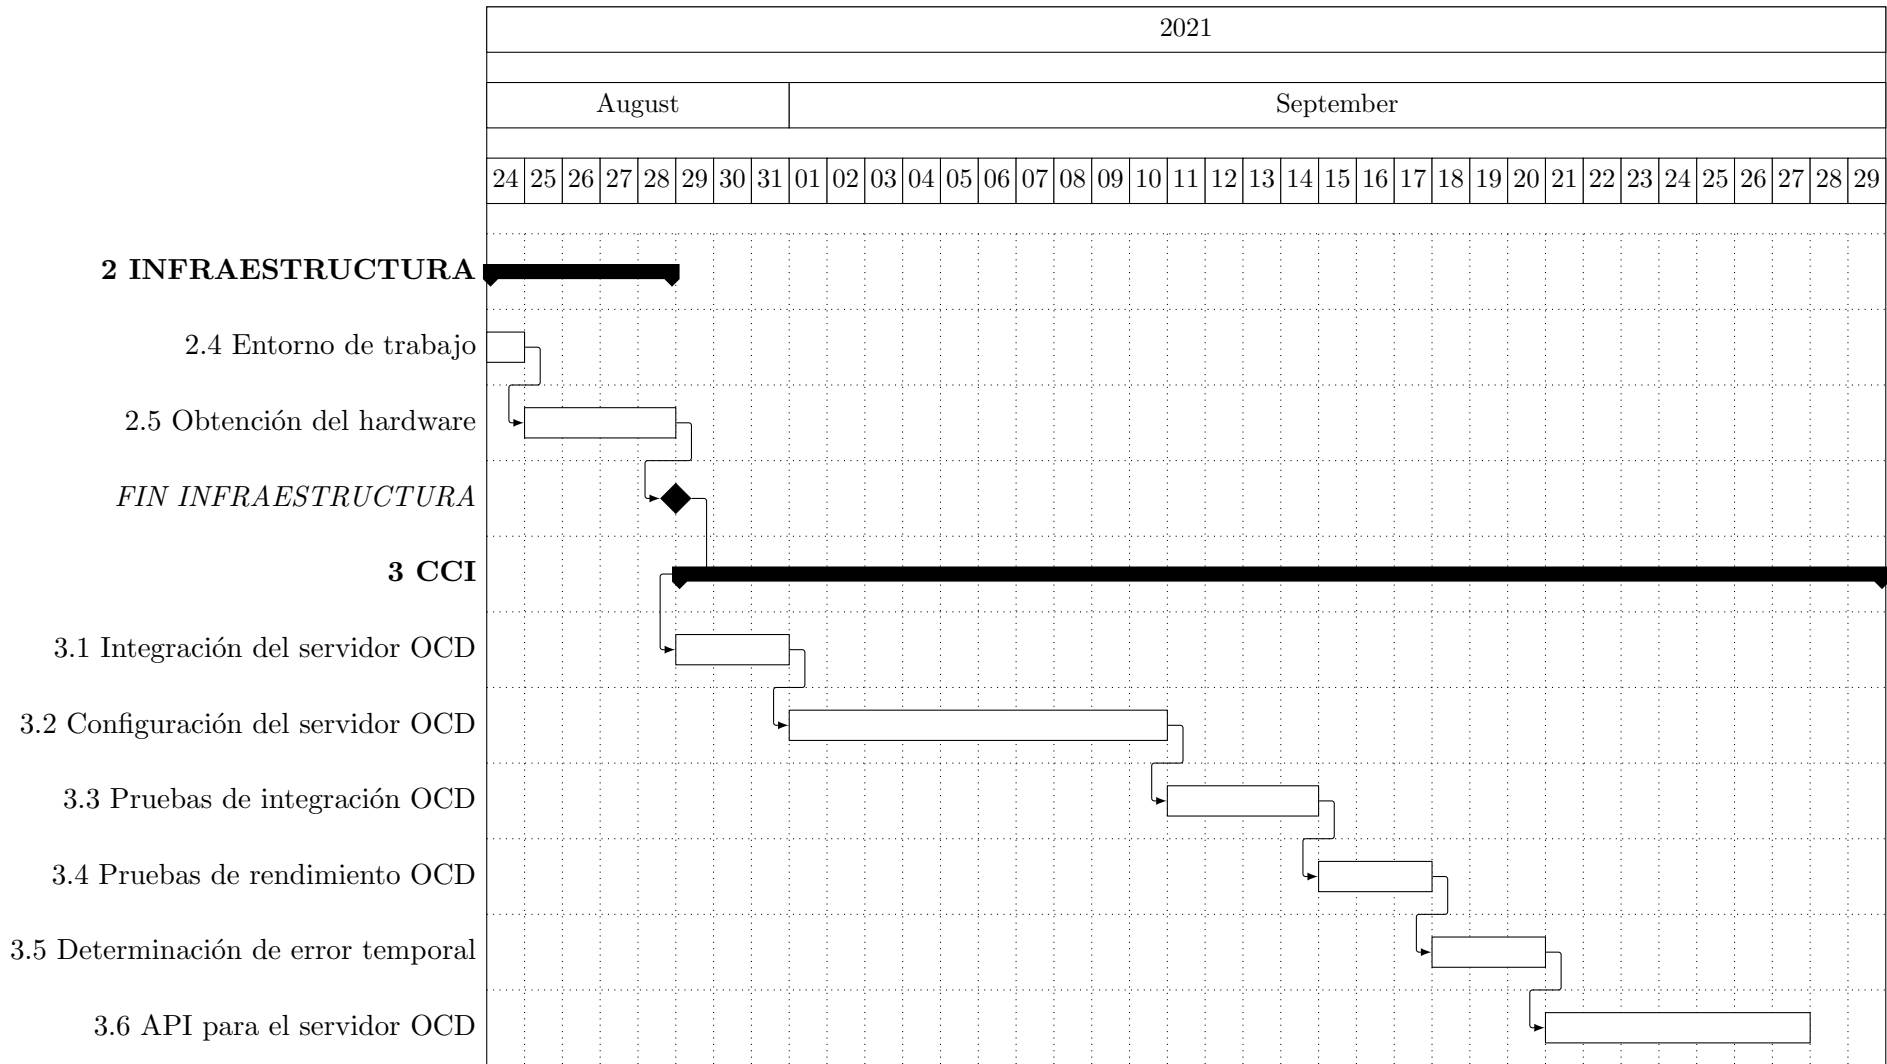 2021
August September
24 25 26 27 28 29 30 31 01 02 03 04 05 06 07 08 09 10 11 12 13 14 15 16 17 18 19 20 21 22 23 24 25 26 27 28 29
2 INFRAESTRUCTURA
2.4 Entorno de trabajo
2.5 Obtención del hardware
FIN INFRAESTRUCTURA
3 CCI
3.1 Integración del servidor OCD
3.2 Configuración del servidor OCD
3.3 Pruebas de integración OCD
3.4 Pruebas de rendimiento OCD
3.5 Determinación de error temporal
3.6 API para el servidor OCD